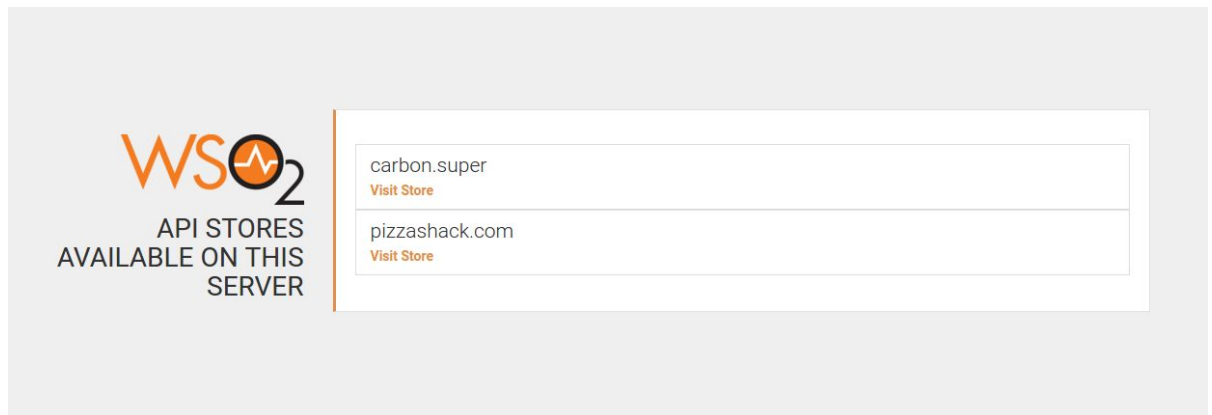 WSO2
API STORES
AVAILABLE ON THIS
SERVER
carbon.super
Visit Store
pizzashack.com
Visit Store